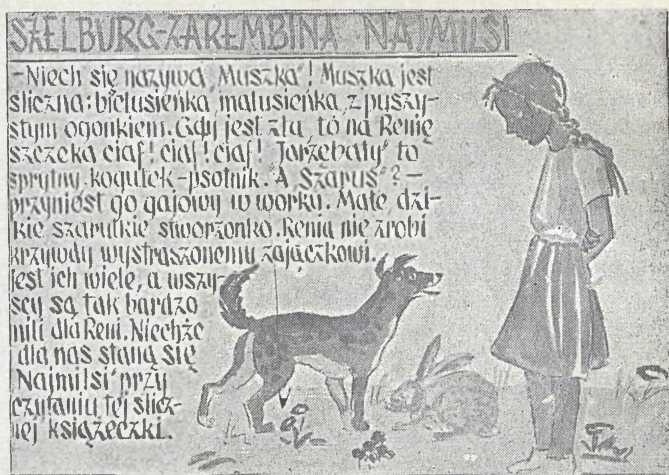 SZELBURG-ZAREMBINA NAJMILSI
-Niech się nazywa „Muszka"! Muszka jest
śliczna: bielusieńka, malusieńka, z puszy-
stym ogonkiem. Gdy jest zła, to na Renię
szczeka ciaf! ciaf! ciaf! „Jarzębaty" to
sprytny kogutek-psotnik. "A „Szaruś"? —
przyniósł go gajowy w worku. Małe dzi-
kie szarutkie stworzonko. Renia nie zrobi
krzywdy wystraszonemu zajączkowi.
Jest ich wiele, a wszy-
scy są tak bardzo
mili dla Reni. Niechże
dla nas staną się
„Najmilsi" przy
czytaniu tej ślicz-
nej książeczki.